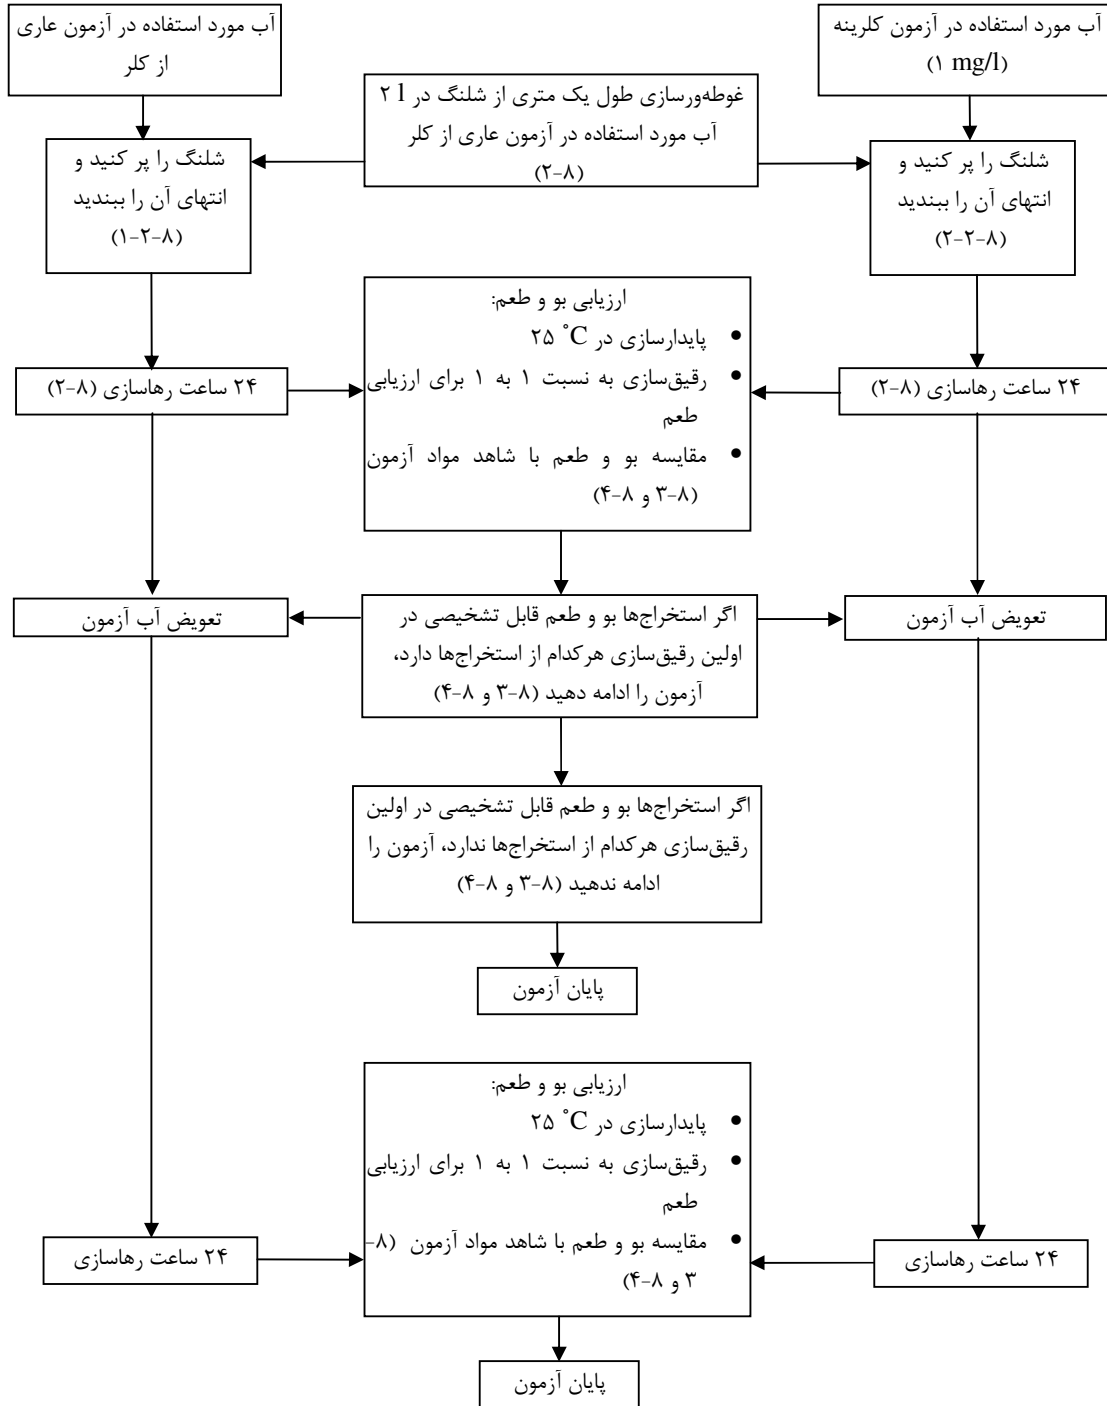 آب مورد استفاده در آزمون کلرینه
(۱ mg/l)
آب مورد استفاده در آزمون عاری
از کلر
غوطه‌ورسازی طول یک متری از شلنگ در ۲ l
آب مورد استفاده در آزمون عاری از کلر
(۲-۸)
شلنگ را پر کنید و
انتهای آن را ببندید
(۲-۲-۸)
شلنگ را پر کنید و
انتهای آن را ببندید
(۱-۲-۸)
ارزیابی بو و طعم:
• پایدارسازی در ۲۵ °C
• رقیق‌سازی به نسبت ۱ به ۱ برای ارزیابی
طعم
• مقایسه بو و طعم با شاهد مواد آزمون
(۳-۸ و ۴-۸)
۲۴ ساعت رهاسازی (۲-۸)
۲۴ ساعت رهاسازی (۲-۸)
تعویض آب آزمون
اگر استخراج‌ها بو و طعم قابل تشخیصی در
اولین رقیق‌سازی هرکدام از استخراج‌ها دارد،
آزمون را ادامه دهید (۳-۸ و ۴-۸)
تعویض آب آزمون
اگر استخراج‌ها بو و طعم قابل تشخیصی در اولین
رقیق‌سازی هرکدام از استخراج‌ها ندارد، آزمون را
ادامه ندهید (۳-۸ و ۴-۸)
پایان آزمون
ارزیابی بو و طعم:
• پایدارسازی در ۲۵ °C
• رقیق‌سازی به نسبت ۱ به ۱ برای ارزیابی
طعم
• مقایسه بو و طعم با شاهد مواد آزمون (۸-
۳ و ۴-۸)
۲۴ ساعت رهاسازی
۲۴ ساعت رهاسازی
پایان آزمون